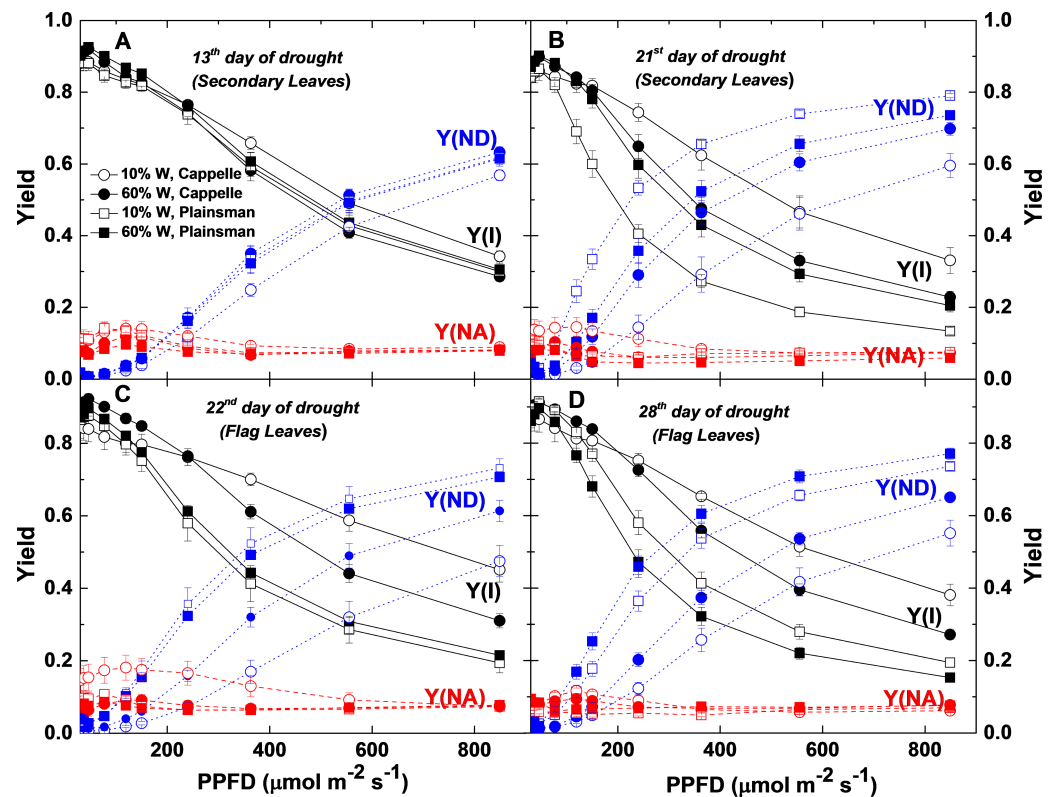 A
13th day of drought
(Secondary Leaves)
B
21st day of drought
(Secondary Leaves)
C
22nd day of drought
(Flag Leaves)
D
28th day of drought
(Flag Leaves)
Y(ND)
Y(I)
Y(NA)
Y(ND)
Y(I)
Y(NA)
Y(ND)
Y(I)
Y(NA)
Y(ND)
Y(I)
Y(NA)
10% W, Cappelle
60% W, Cappelle
10% W, Plainsman
60% W, Plainsman
Yield
1.0
0.8
0.6
0.4
0.2
0.0
Yield
1.0
0.8
0.6
0.4
0.2
0.0
Yield
0.8
0.6
0.4
0.2
0.0
Yield
0.8
0.6
0.4
0.2
0.0
200 400 600 800
200 400 600 800
PPFD (μmol m-2 s-1)
PPFD (μmol m-2 s-1)